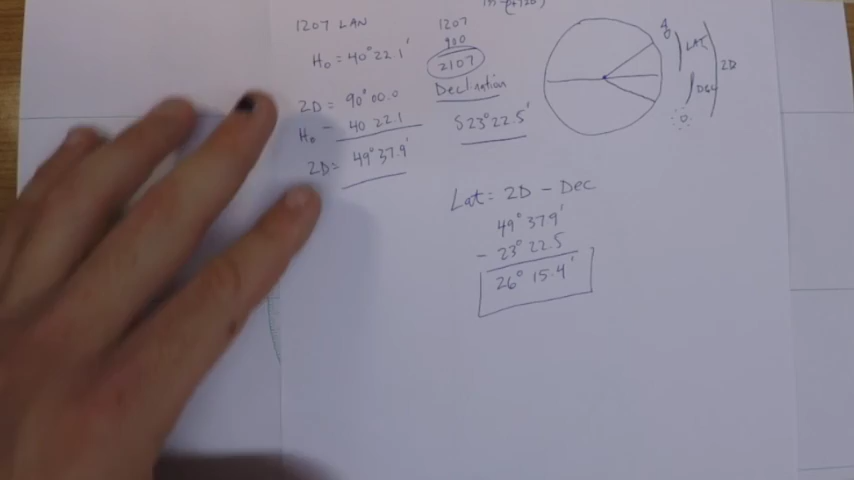 1207 LAN
Ho = 40°22.1'
ZD = 90°00.0
Ho - 40 22.1
ZD = 49°37.9'
1207
900
2107
Declination
S23°22.5'
LAT
DEC
ZD
Lat = ZD - Dec
49° 37.9'
- 23° 22.5
26° 15.4'